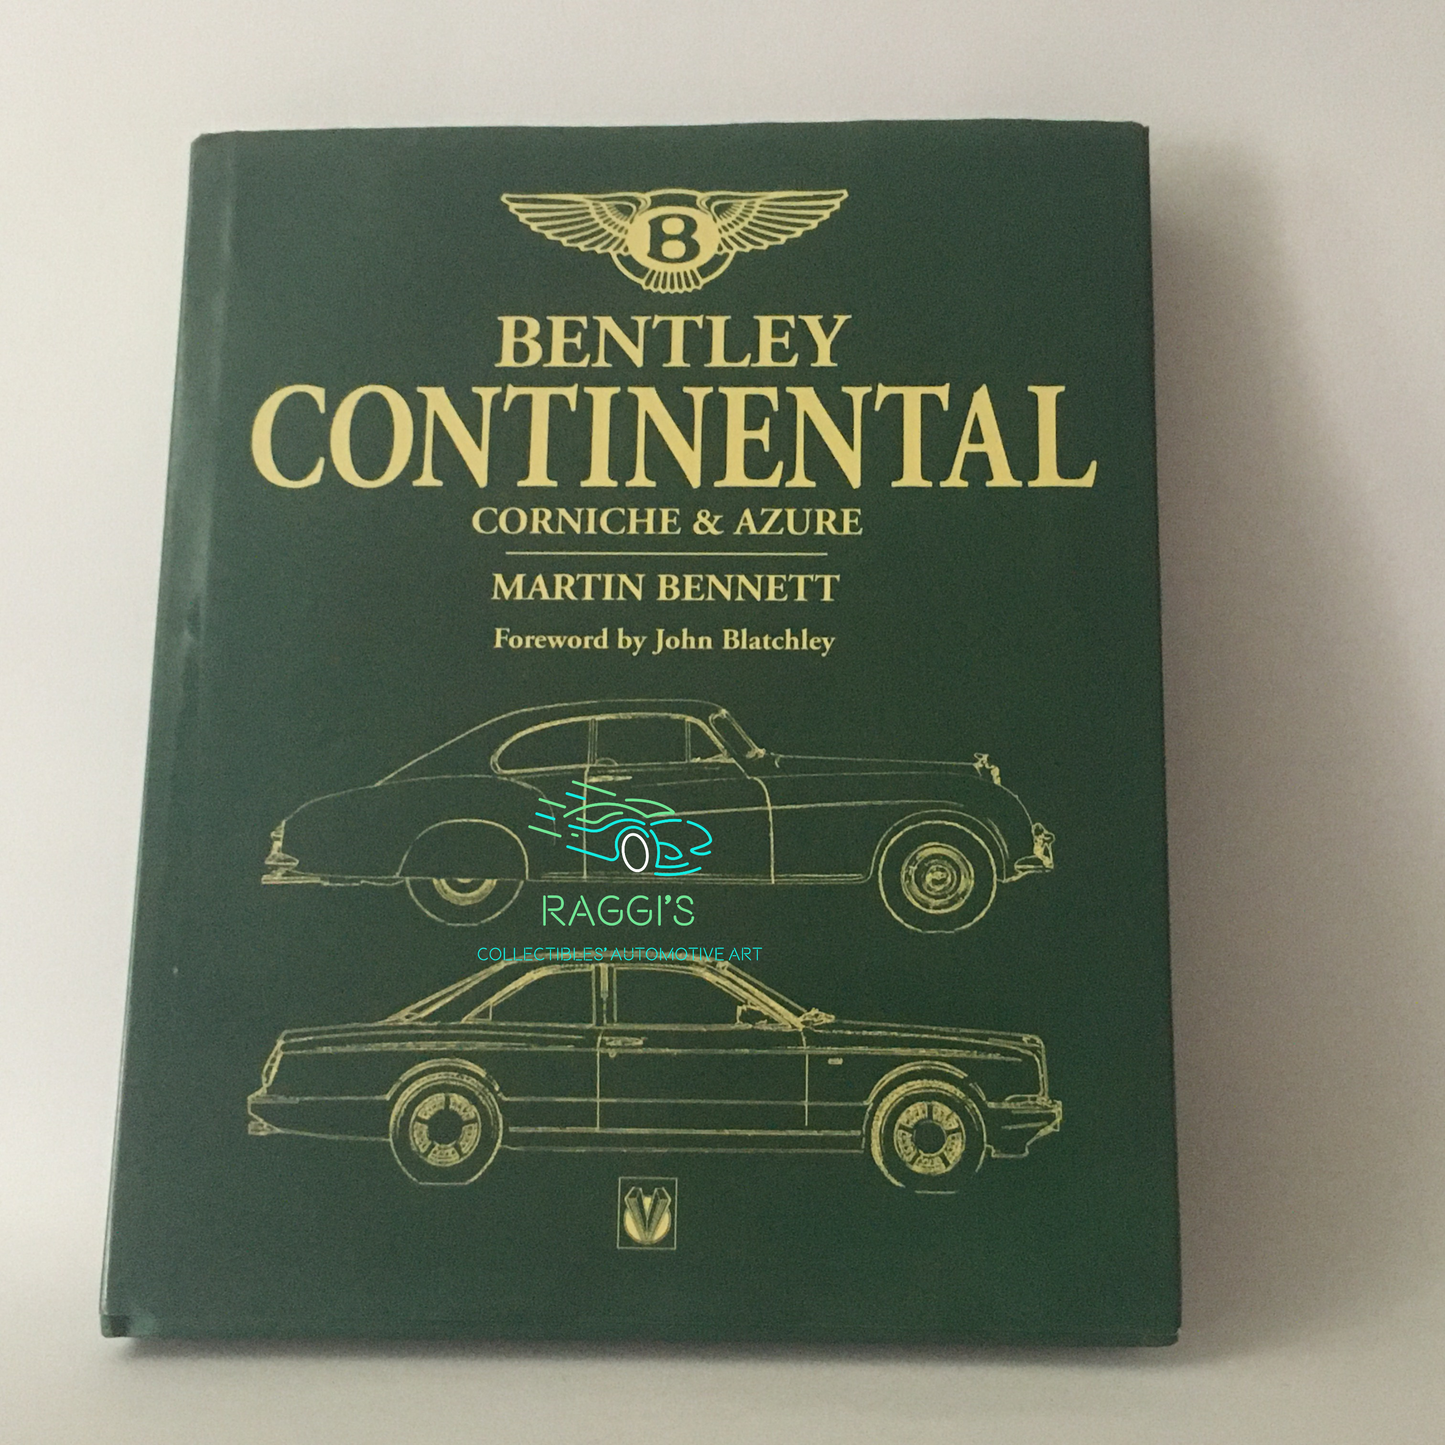 B
BENTLEY
CONTINENTAL
CORNICHE & AZURE
MARTIN BENNETT
Foreword by John Blatchley
RAGGI'S
COLLECTIBLES' AUTOMOTIVE ART
V